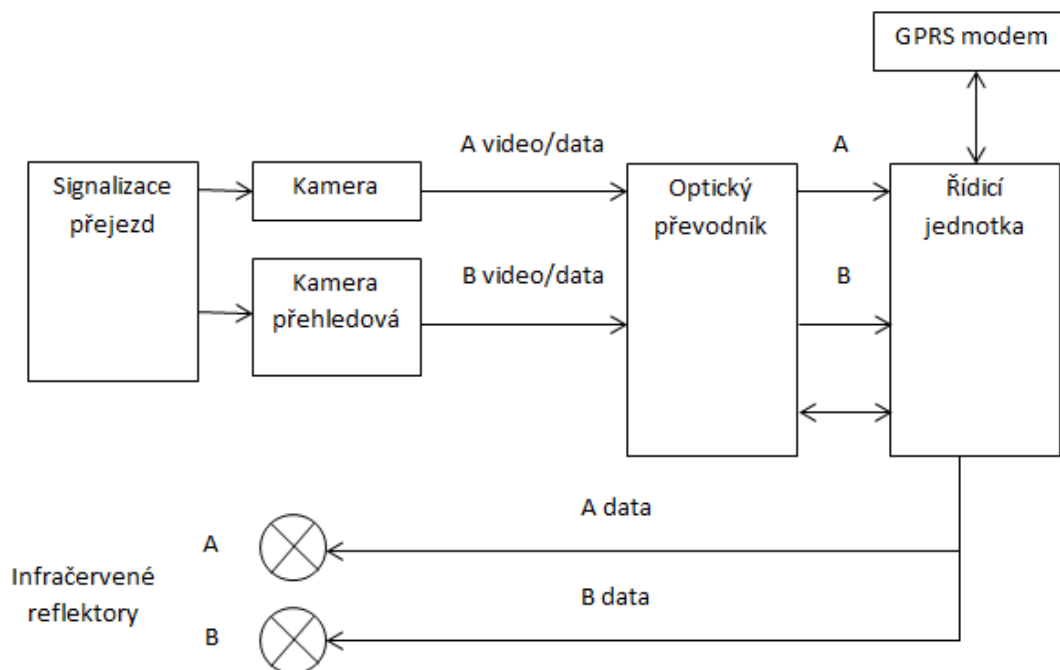 GPRS modem
A video/data
A
Signalizace
přejezd
Kamera
Optický
převodník
Řídicí
jednotka
B video/data
B
Kamera
přehledová
A data
A
Infračervené
reflektory
B data
B